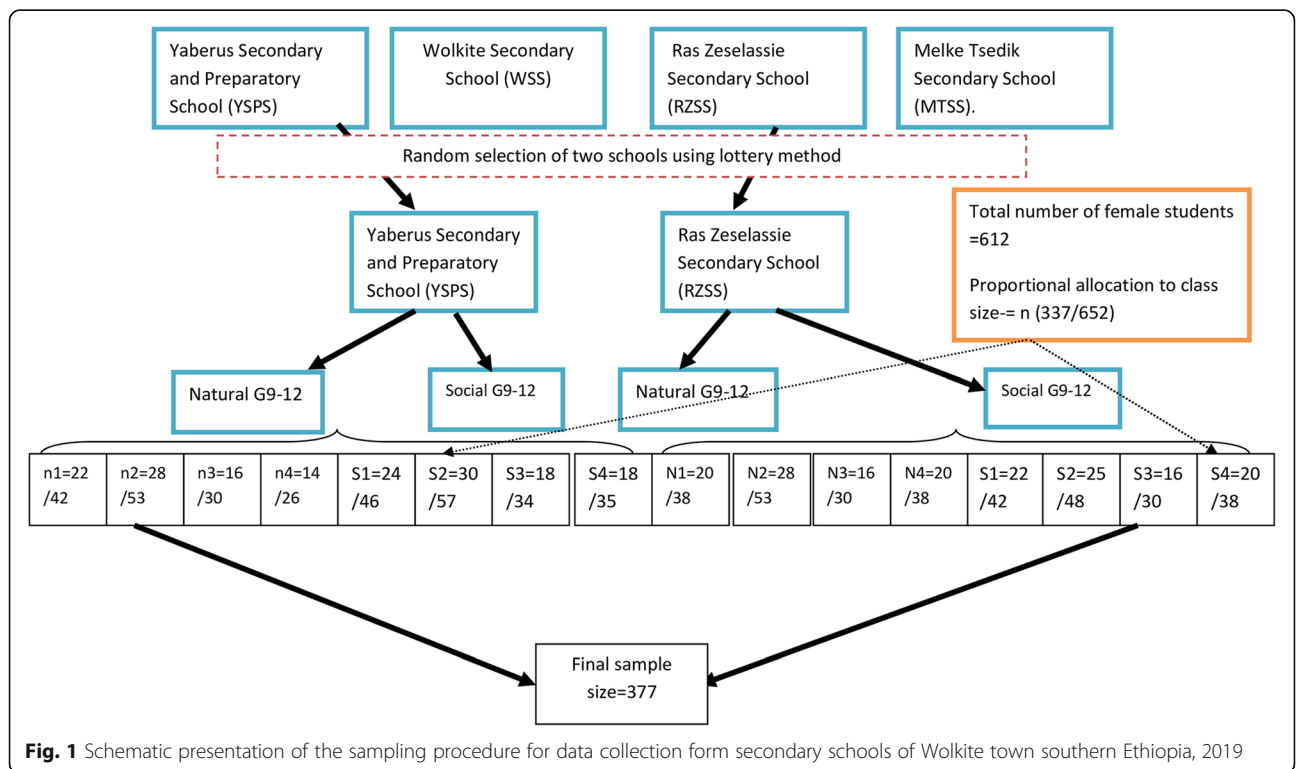 Yaberus Secondary
and Preparatory
School (YSPS)
Wolkite Secondary
School (WSS)
Ras Zeselassie
Secondary School
(RZSS)
Melke Tsedik
Secondary School
(MTSS).
Random selection of two schools using lottery method
Yaberus Secondary
and Preparatory
School (YSPS)
Ras Zeselassie
Secondary School
(RZSS)
Total number of female students
=612
Proportional allocation to class
size-= n (337/652)
Natural G9-12
Social G9-12
Natural G9-12
Social G9-12
n1=22
/42
n2=28
/53
n3=16
/30
n4=14
/26
S1=24
/46
S2=30
/57
S3=18
/34
S4=18
/35
N1=20
/38
N2=28
/53
N3=16
/30
N4=20
/38
S1=22
/42
S2=25
/48
S3=16
/30
S4=20
/38
Final sample
size=377
Fig. 1 Schematic presentation of the sampling procedure for data collection form secondary schools of Wolkite town southern Ethiopia, 2019